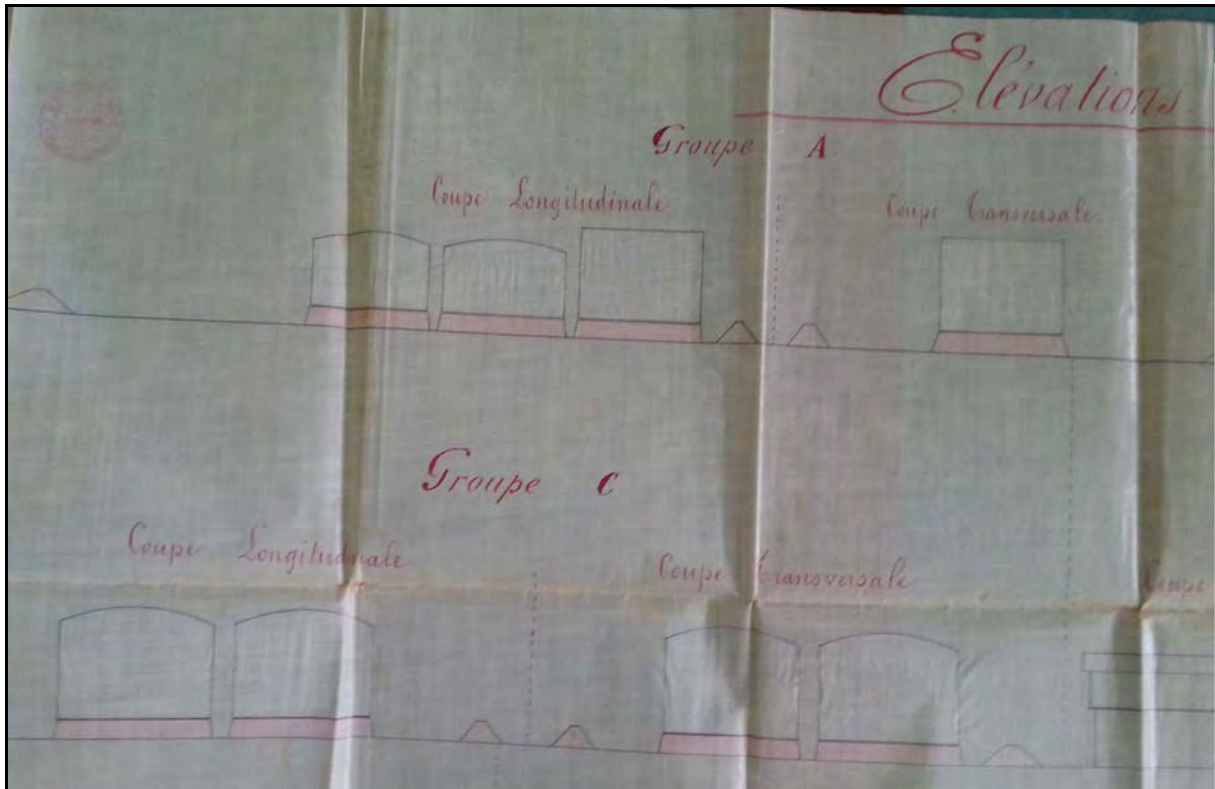 Elévations.
Groupe A
Coupe Longitudinale
Coupe transversale
Groupe C
Coupe Longitudinale
Coupe transversale
Coupe